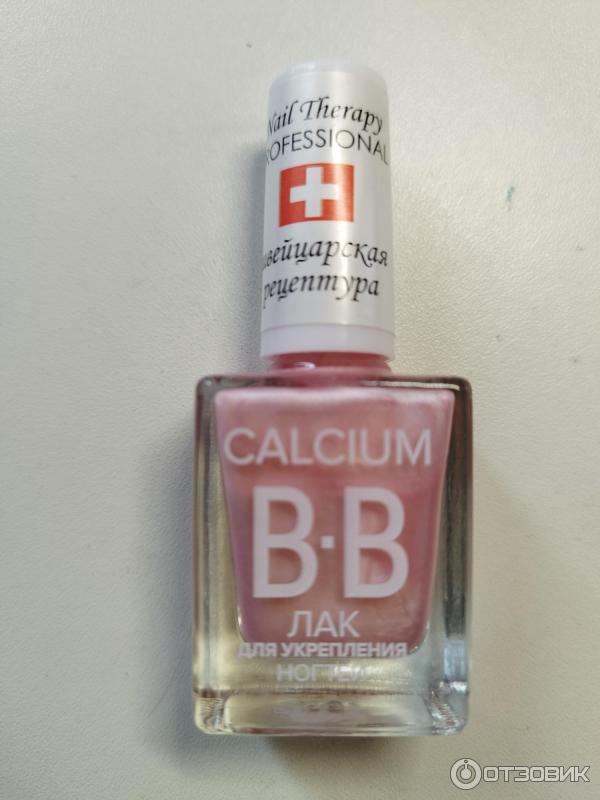 Nail Therapy
PROFESSIONAL
Швейцарская
рецептура
CALCIUM
B·B
ЛАК
ДЛЯ УКРЕПЛЕНИЯ
НОГТЕЙ
ОТЗОВИК